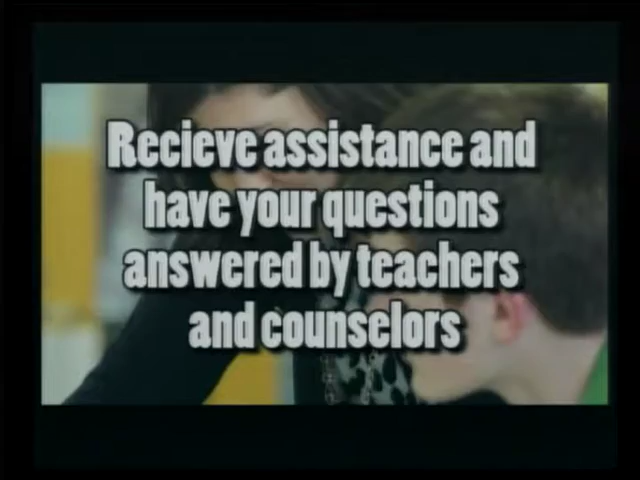 Recieve assistance and
have your questions
answered by teachers
and counselors